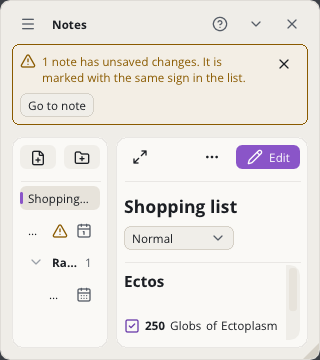 Notes
1 note has unsaved changes. It is
marked with the same sign in the list.
Go to note
Edit
Shopping...
...
Ra... 1
...
Shopping list
Normal
Ectos
250 Globs of Ectoplasm